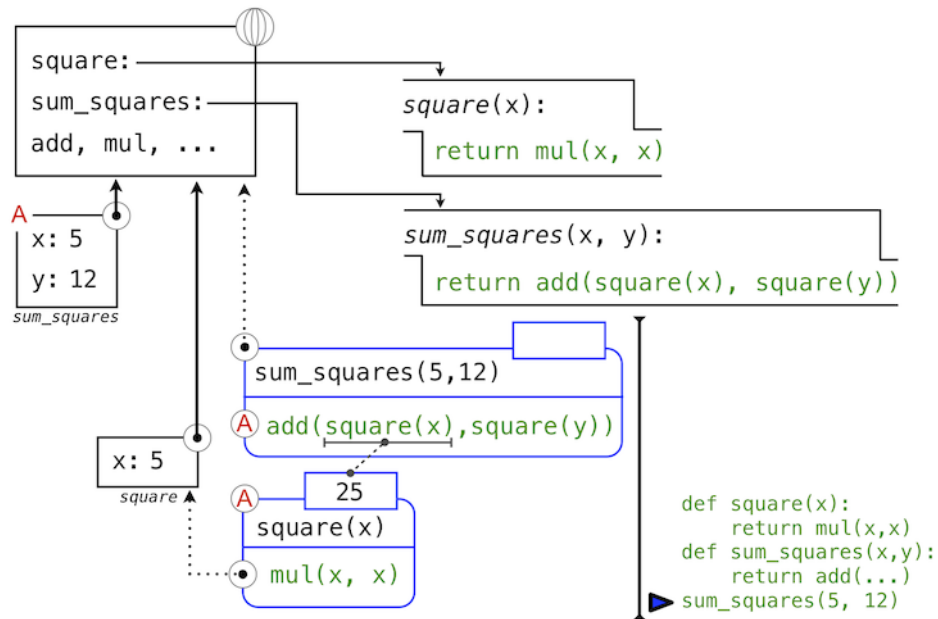 square:
sum_squares:
add, mul, ...
square(x):
return mul(x, x)
sum_squares(x, y):
return add(square(x), square(y))
A
x: 5
y: 12
sum_squares
sum_squares(5,12)
A add(square(x),square(y))
x: 5
square
A
25
square(x)
mul(x, x)
def square(x):
return mul(x,x)
def sum_squares(x,y):
return add(...)
sum_squares(5, 12)